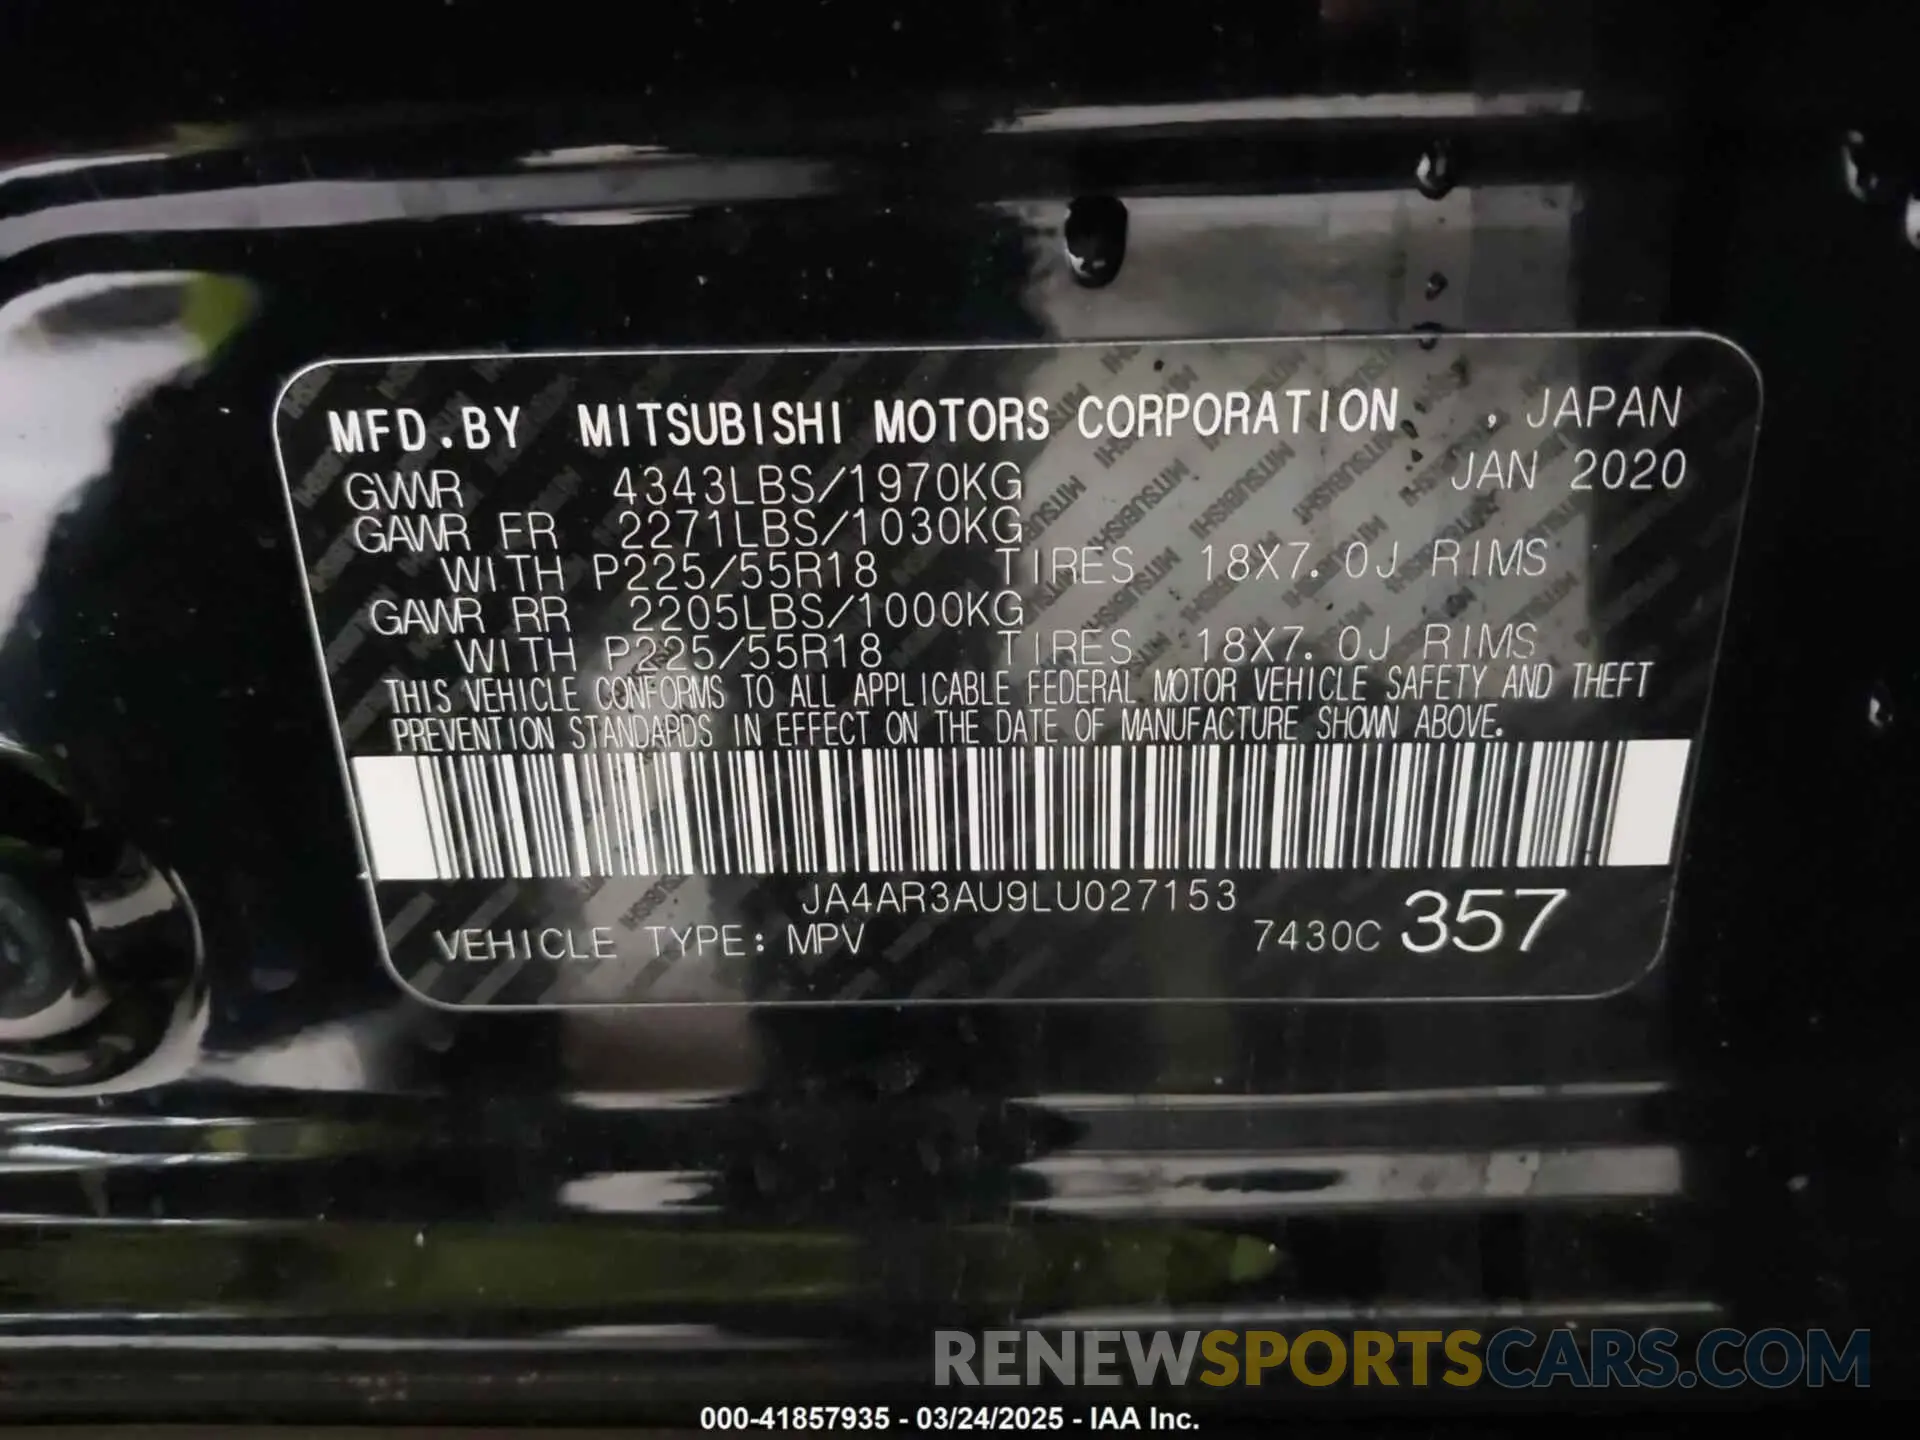 MFD.BY MITSUBISHI MOTORS CORPORATION , JAPAN
GVWR 4343LBS/1970KG JAN 2020
GAWR FR 2271LBS/1030KG
WITH P225/55R18 TIRES 18X7.0J RIMS
GAWR RR 2205LBS/1000KG
WITH P225/55R18 TIRES 18X7.0J RIMS
THIS VEHICLE CONFORMS TO ALL APPLICABLE FEDERAL MOTOR VEHICLE SAFETY AND THEFT
PREVENTION STANDARDS IN EFFECT ON THE DATE OF MANUFACTURE SHOWN ABOVE.
JA4AR3AU9LU027153
VEHICLE TYPE: MPV 7430C 357
RENEWSPORTSCARS.COM
000-41857935 - 03/24/2025 - IAA Inc.